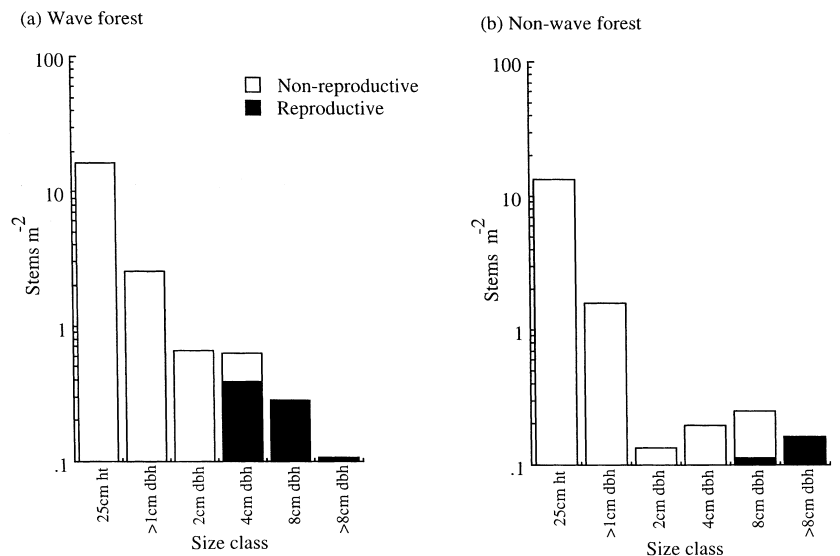 (a) Wave forest
100
10
1
.1
Stems m-2
Non-reproductive
Reproductive
25cm ht
>1cm dbh
2cm dbh
4cm dbh
8cm dbh
>8cm dbh
Size class
(b) Non-wave forest
100
10
1
.1
Stems m-2
25cm ht
>1cm dbh
2cm dbh
4cm dbh
8cm dbh
>8cm dbh
Size class